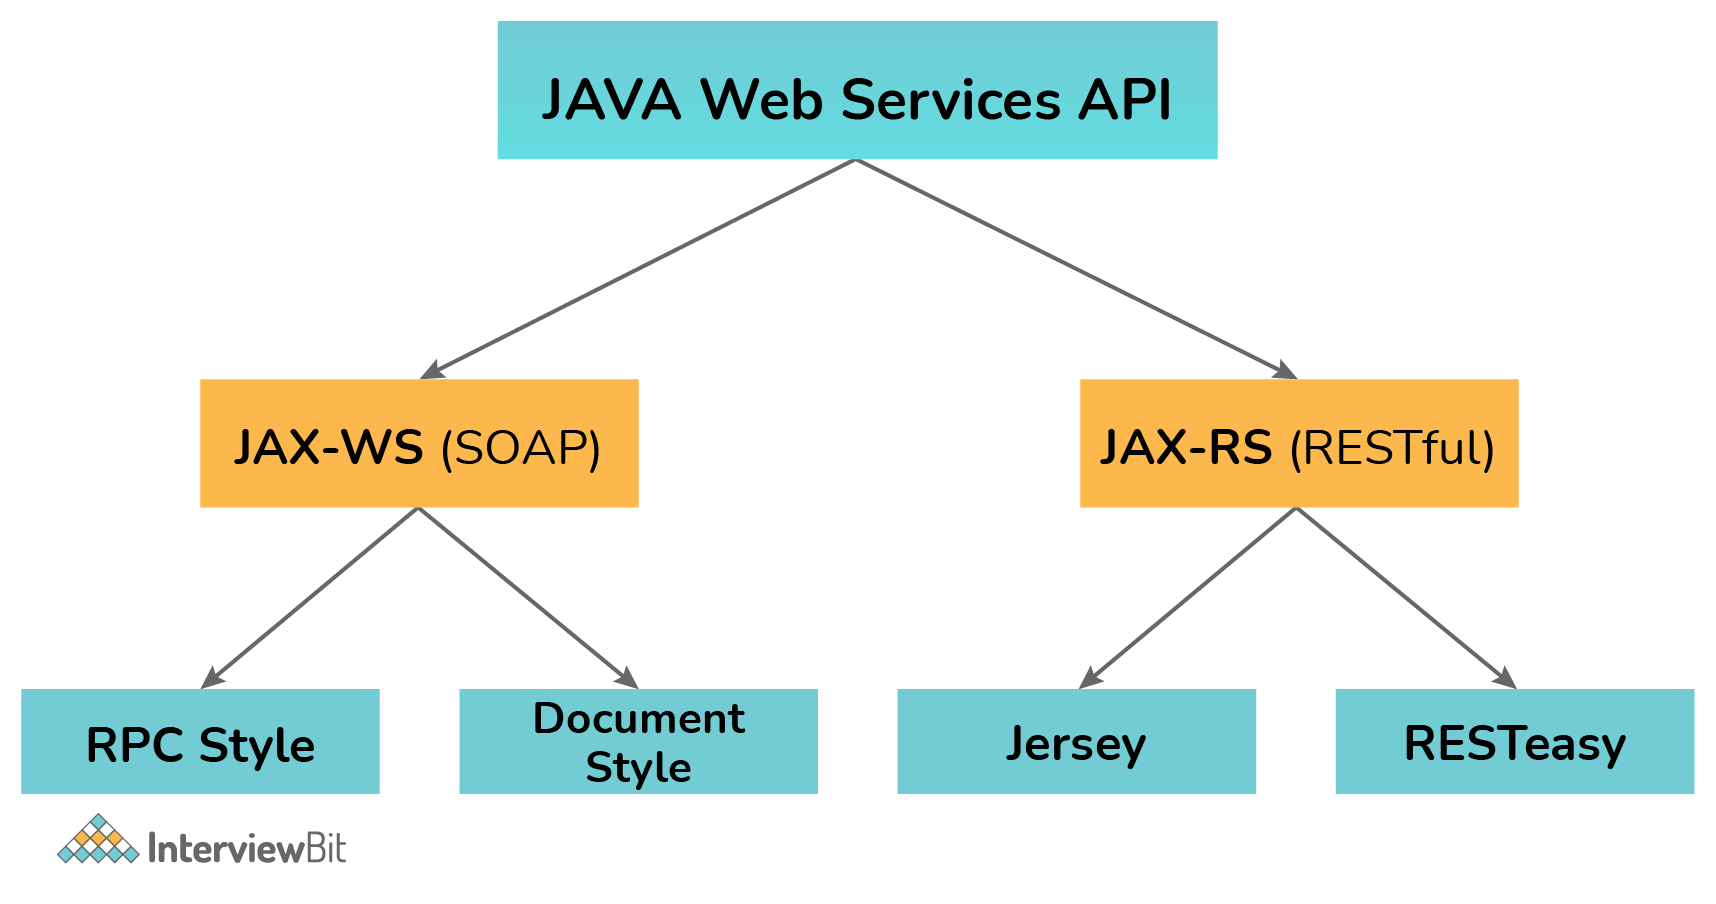 JAVA Web Services API
JAX-WS (SOAP)
JAX-RS (RESTful)
RPC Style
Document
Style
Jersey
RESTeasy
InterviewBit